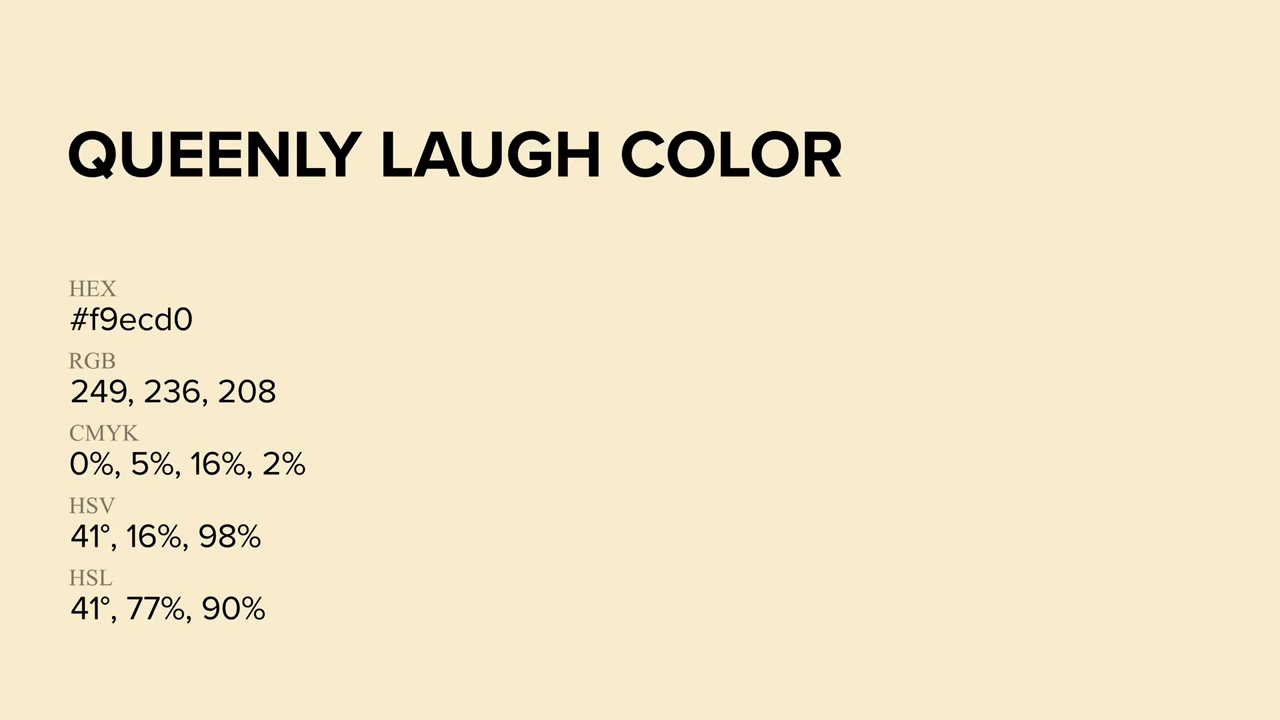 QUEENLY LAUGH COLOR
HEX
#f9ecd0
RGB
249, 236, 208
CMYK
0%, 5%, 16%, 2%
HSV
41°, 16%, 98%
HSL
41°, 77%, 90%